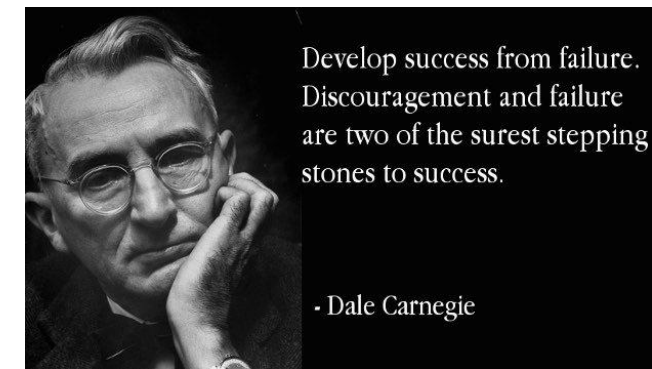 Develop success from failure.
Discouragement and failure
are two of the surest stepping
stones to success.
- Dale Carnegie